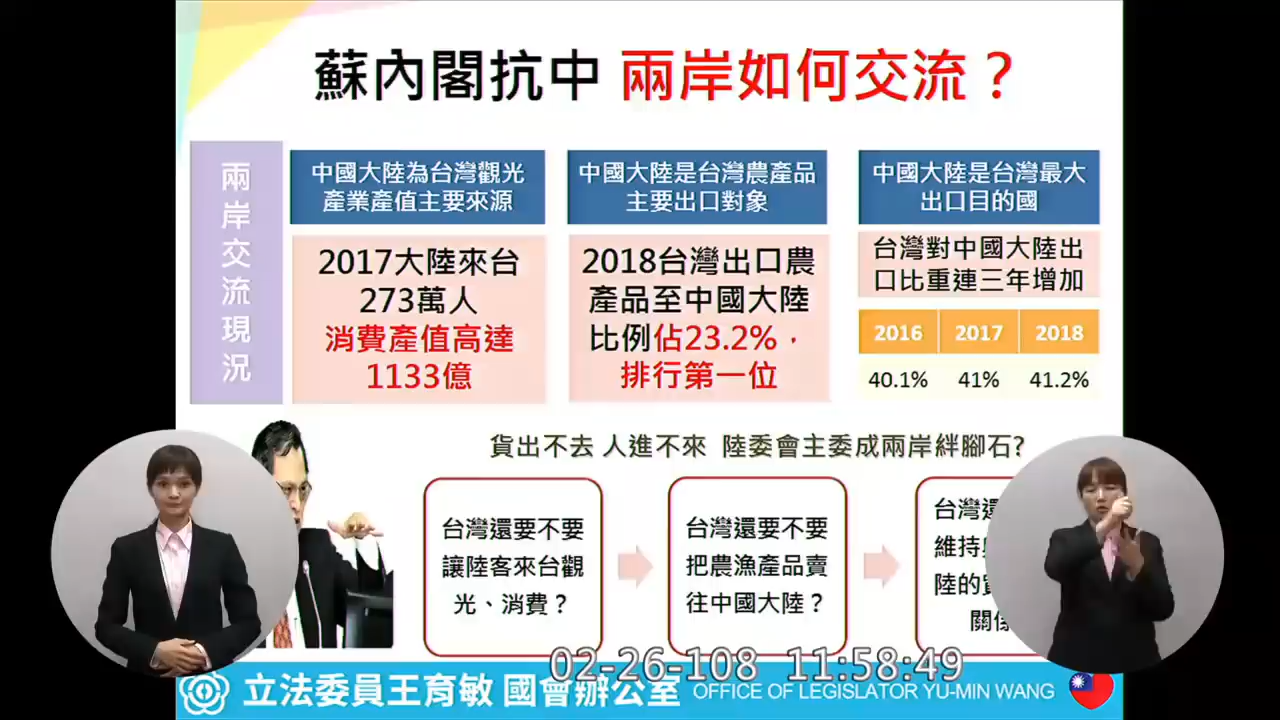 蘇內閣抗中 兩岸如何交流？
兩岸交流現況
中國大陸為台灣觀光
產業產值主要來源
2017大陸來台
273萬人
消費產值高達
1133億
中國大陸是台灣農產品
主要出口對象
2018台灣出口農
產品至中國大陸
比例佔23.2%，
排行第一位
中國大陸是台灣最大
出口目的國
台灣對中國大陸出
口比重連三年增加
2016 2017 2018
40.1% 41% 41.2%
貨出不去 人進不來 陸委會主委成兩岸絆腳石?
台灣還要不要
讓陸客來台觀
光、消費？
台灣還要不要
把農漁產品賣
往中國大陸？
台灣還
維持
陸的
關係
02-26-108 11:58:49
立法委員王育敏 國會辦公室 OFFICE OF LEGISLATOR YU-MIN WANG